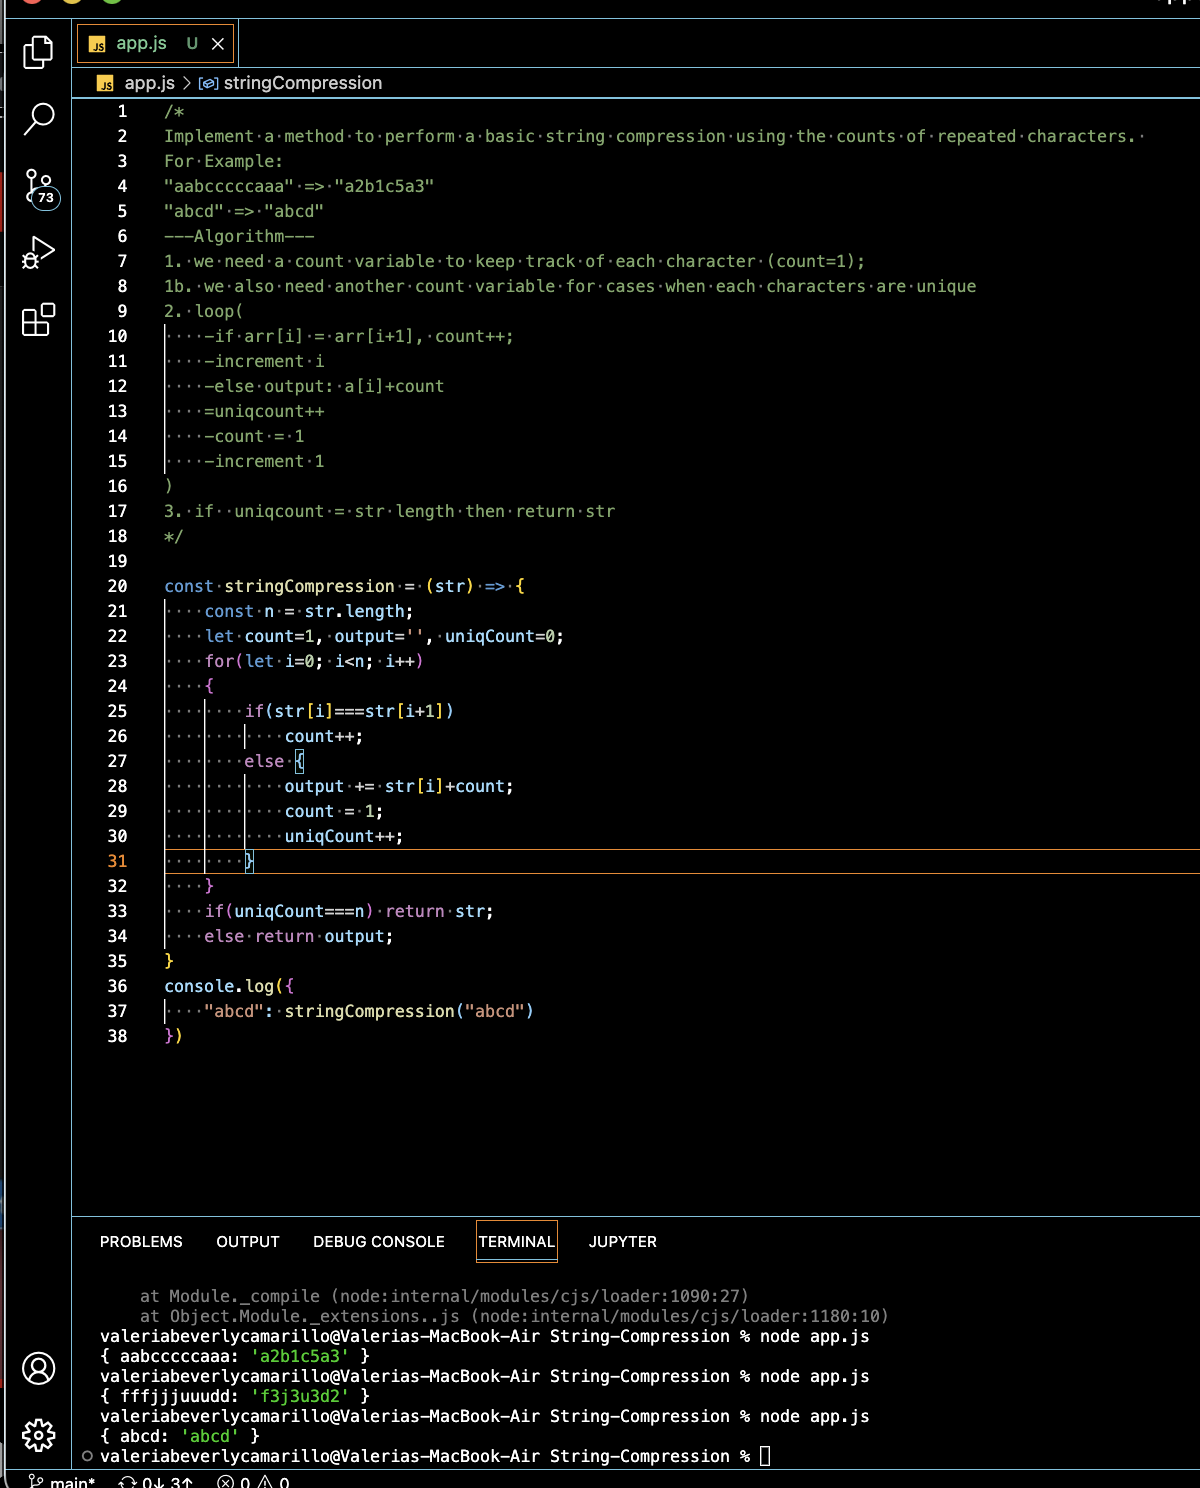 JS app.js U
JS app.js > stringCompression
1 /*
2 Implement a method to perform a basic string compression using the counts of repeated characters.
3 For Example:
4 "aabcccccaaa" => "a2b1c5a3"
5 "abcd" => "abcd"
6 ---Algorithm---
7 1. we need a count variable to keep track of each character (count=1);
8 1b. we also need another count variable for cases when each characters are unique
9 2. loop(
10 -if arr[i] = arr[i+1], count++;
11 -increment i
12 -else output: a[i]+count
13 =uniqcount++
14 -count = 1
15 -increment 1
16 )
17 3. if  uniqcount = str length then return str
18 */
19
20 const stringCompression = (str) => {
21 const n = str.length;
22 let count=1, output='', uniqCount=0;
23 for(let i=0; i<n; i++)
24 {
25 if(str[i]===str[i+1])
26 count++;
27 else {
28 output += str[i]+count;
29 count = 1;
30 uniqCount++;
31 }
32 }
33 if(uniqCount===n) return str;
34 else return output;
35 }
36 console.log({
37 "abcd": stringCompression("abcd")
38 })
73
PROBLEMS OUTPUT DEBUG CONSOLE TERMINAL JUPYTER
at Module._compile (node:internal/modules/cjs/loader:1090:27)
at Object.Module._extensions..js (node:internal/modules/cjs/loader:1180:10)
valeriabeverlycamarillo@Valerias-MacBook-Air String-Compression % node app.js
{ aabcccccaaa: 'a2b1c5a3' }
valeriabeverlycamarillo@Valerias-MacBook-Air String-Compression % node app.js
{ fffjjjuuudd: 'f3j3u3d2' }
valeriabeverlycamarillo@Valerias-MacBook-Air String-Compression % node app.js
{ abcd: 'abcd' }
valeriabeverlycamarillo@Valerias-MacBook-Air String-Compression %
main* 0↓ 3↑ 0 0